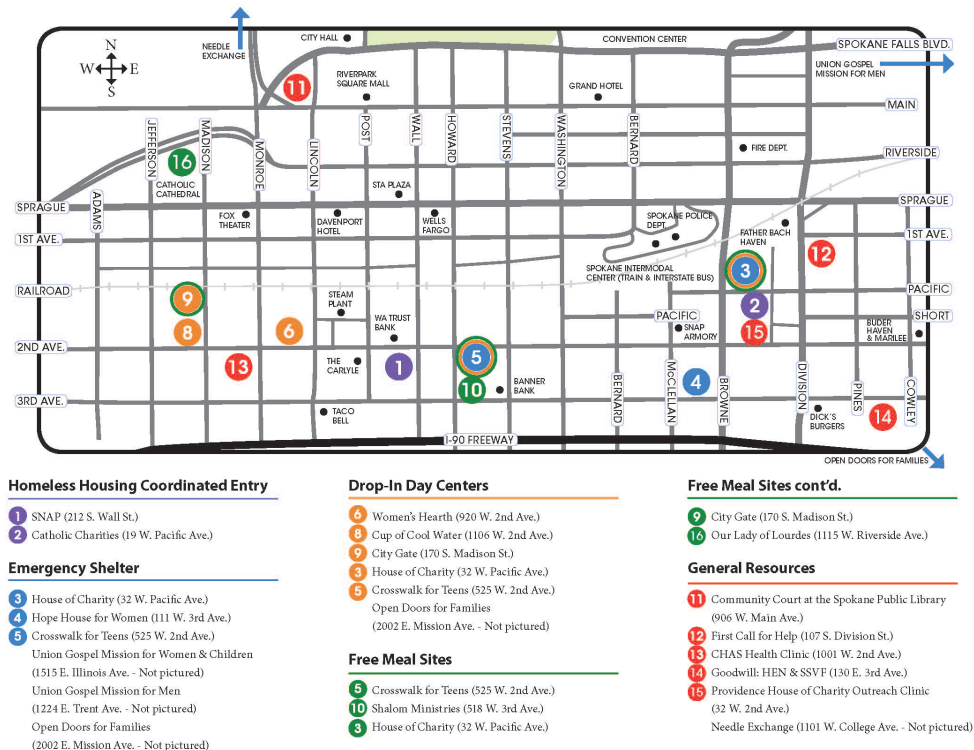 CITY HALL
CONVENTION CENTER
NEEDLE
EXCHANGE
SPOKANE FALLS BLVD.
N
W E
S
UNION GOSPEL
MISSION FOR MEN
RIVERPARK
SQUARE MALL
GRAND HOTEL
11
MAIN
JEFFERSON
MADISON
MONROE
LINCOLN
POST
WALL
HOWARD
STEVENS
WASHINGTON
BERNARD
FIRE DEPT.
RIVERSIDE
16
CATHOLIC
CATHEDRAL
STA PLAZA
ADAMS
SPRAGUE
SPRAGUE
FOX
THEATER
DAVENPORT
HOTEL
WELLS
FARGO
SPOKANE POLICE
DEPT.
FATHER BACH
HAVEN
1ST AVE.
1ST AVE.
12
SPOKANE INTERMODAL
CENTER (TRAIN & INTERSTATE BUS)
3
RAILROAD
PACIFIC
9
STEAM
PLANT
2
PACIFIC
SHORT
8
6
WA TRUST
BANK
SNAP
ARMORY
15
BUDER
HAVEN
& MARILEE
2ND AVE.
13
THE
CARLYLE
1
5
10
BANNER
BANK
4
BERNARD
McCLELLAN
BROWNE
DIVISION
PINES
COWLEY
3RD AVE.
TACO
BELL
DICK'S
BURGERS
14
I-90 FREEWAY
OPEN DOORS FOR FAMILIES
Homeless Housing Coordinated Entry
1 SNAP (212 S. Wall St.)
2 Catholic Charities (19 W. Pacific Ave.)
Emergency Shelter
3 House of Charity (32 W. Pacific Ave.)
4 Hope House for Women (111 W. 3rd Ave.)
5 Crosswalk for Teens (525 W. 2nd Ave.)
Union Gospel Mission for Women & Children
(1515 E. Illinois Ave. - Not pictured)
Union Gospel Mission for Men
(1224 E. Trent Ave. - Not pictured)
Open Doors for Families
(2002 E. Mission Ave. - Not pictured)
Drop-In Day Centers
6 Women's Hearth (920 W. 2nd Ave.)
8 Cup of Cool Water (1106 W. 2nd Ave.)
9 City Gate (170 S. Madison St.)
3 House of Charity (32 W. Pacific Ave.)
5 Crosswalk for Teens (525 W. 2nd Ave.)
Open Doors for Families
(2002 E. Mission Ave. - Not pictured)
Free Meal Sites
5 Crosswalk for Teens (525 W. 2nd Ave.)
10 Shalom Ministries (518 W. 3rd Ave.)
3 House of Charity (32 W. Pacific Ave.)
Free Meal Sites cont'd.
9 City Gate (170 S. Madison St.)
16 Our Lady of Lourdes (1115 W. Riverside Ave.)
General Resources
11 Community Court at the Spokane Public Library
(906 W. Main Ave.)
12 First Call for Help (107 S. Division St.)
13 CHAS Health Clinic (1001 W. 2nd Ave.)
14 Goodwill: HEN & SSVF (130 E. 3rd Ave.)
15 Providence House of Charity Outreach Clinic
(32 W. 2nd Ave.)
Needle Exchange (1101 W. College Ave. - Not pictured)